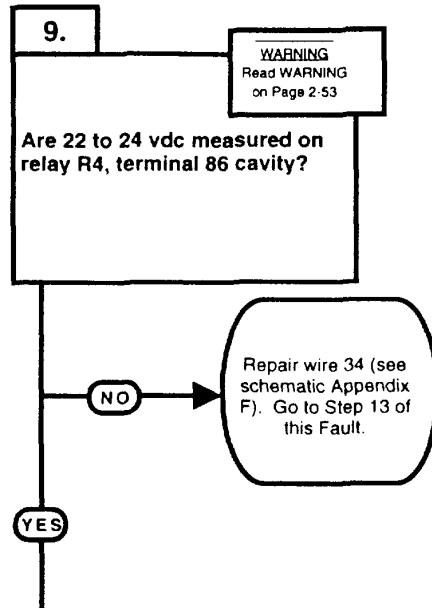 9.
WARNING
Read WARNING
on Page 2-53
Are 22 to 24 vdc measured on
relay R4, terminal 86 cavity?
NO
Repair wire 34 (see
schematic Appendix
F). Go to Step 13 of
this Fault.
YES